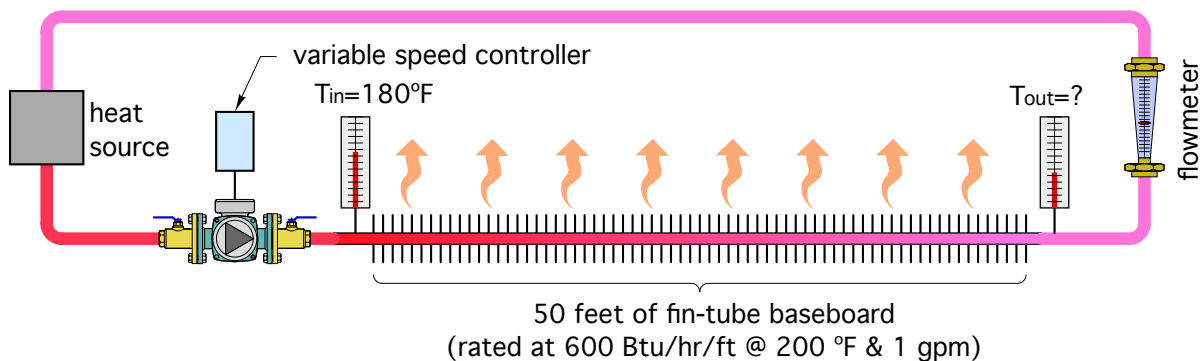 variable speed controller
heat
source
Tin=180ºF
Tout=?
flowmeter
50 feet of fin-tube baseboard
(rated at 600 Btu/hr/ft @ 200 ºF & 1 gpm)